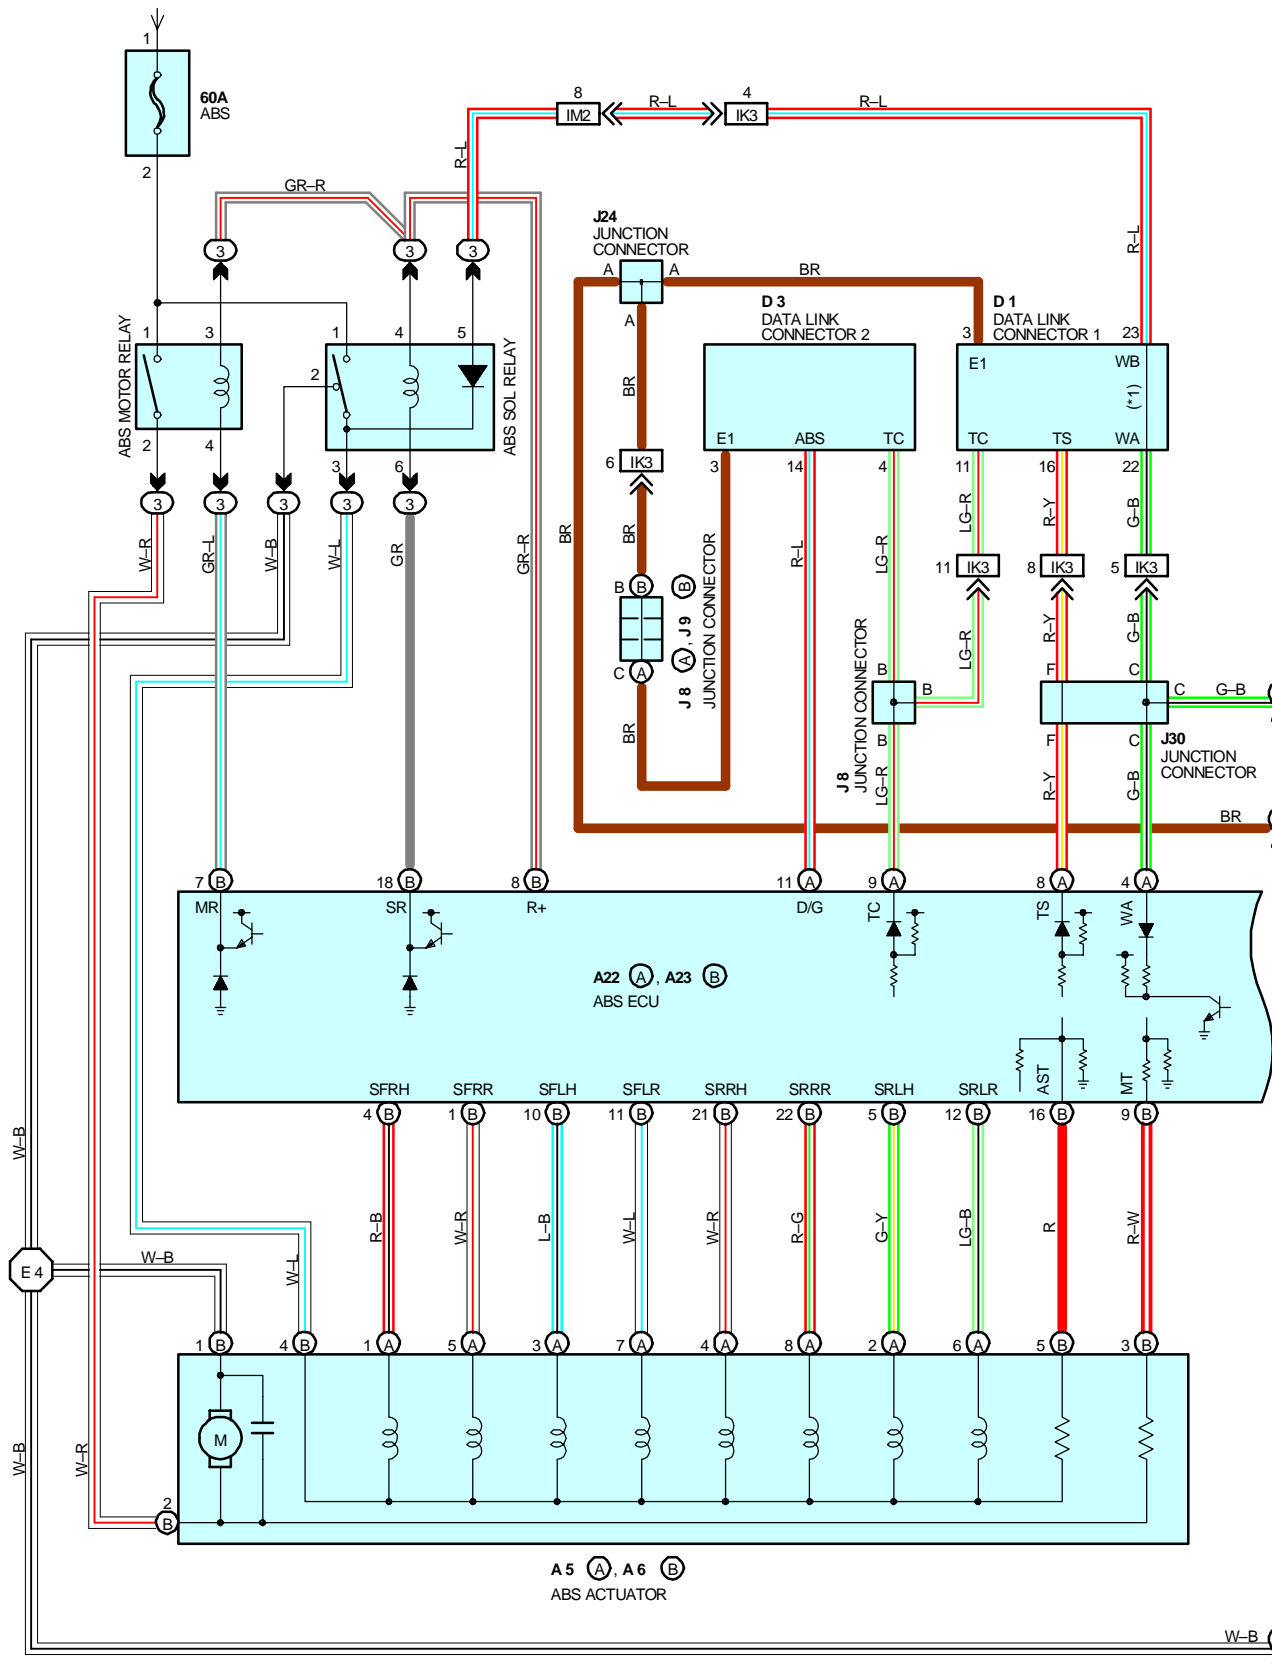 1
60A
ABS
2
8
IM2
R–L
4
IK3
R–L
R–L
GR–R
3
3
3
J24
JUNCTION
CONNECTOR
A
A
BR
A
R–L
D 3
DATA LINK
CONNECTOR 2
D 1
DATA LINK
CONNECTOR 1
3
23
1
3
1
4
5
2
ABS MOTOR RELAY
ABS SOL RELAY
2
4
3
6
E1
WB
(*1)
BR
E1
ABS
TC
TC
TS
WA
6
IK3
3
14
4
11
16
22
3
3
3
3
3
W–R
GR–L
W–B
W–L
GR
GR–R
BR
BR
R–L
LG–R
LG–R
R–Y
G–B
11
IK3
8
IK3
5
IK3
B
B
J 8 A , J 9 B
JUNCTION CONNECTOR
C
A
BR
LG–R
R–Y
G–B
B
B
F
C
C
G–B
J 8
JUNCTION CONNECTOR
B
F
C
J30
JUNCTION
CONNECTOR
LG–R
R–Y
G–B
BR
7
B
18
B
8
B
11
A
9
A
8
A
4
A
MR
SR
R+
D/G
TC
TS
WA
A22 A , A23 B
ABS ECU
SFRH
SFRR
SFLH
SFLR
SRRH
SRRR
SRLH
SRLR
AST
MT
4
B
1
B
10
B
11
B
21
B
22
B
5
B
12
B
16
B
9
B
W–B
R–B
W–R
L–B
W–L
W–R
R–G
G–Y
LG–B
R
R–W
E 4
W–B
W–L
1
B
4
B
1
A
5
A
3
A
7
A
4
A
8
A
2
A
6
A
5
B
3
B
M
W–B
W–R
2
B
A 5 A , A 6 B
ABS ACTUATOR
W–B